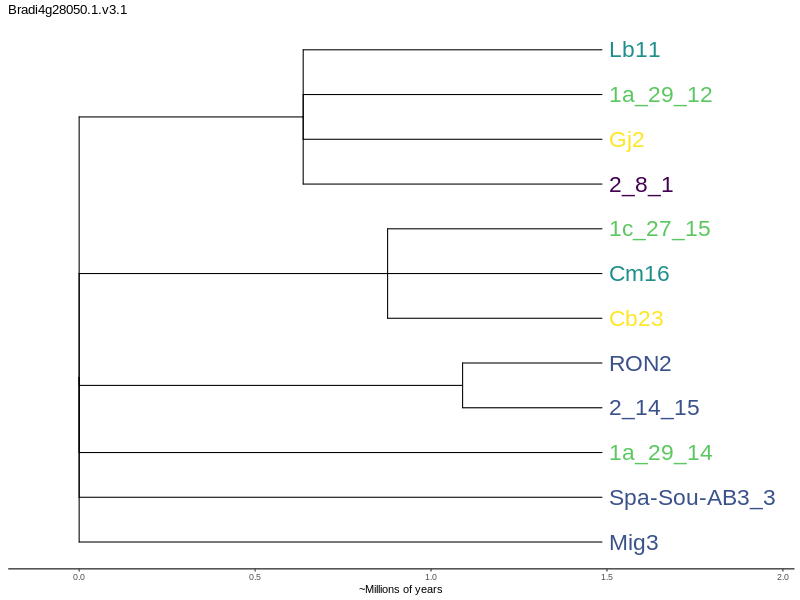 Bradi4g28050.1.v3.1
Lb11
1a_29_12
Gj2
2_8_1
1c_27_15
Cm16
Cb23
RON2
2_14_15
1a_29_14
Spa-Sou-AB3_3
Mig3
0.0 0.5 1.0 1.5 2.0
~Millions of years